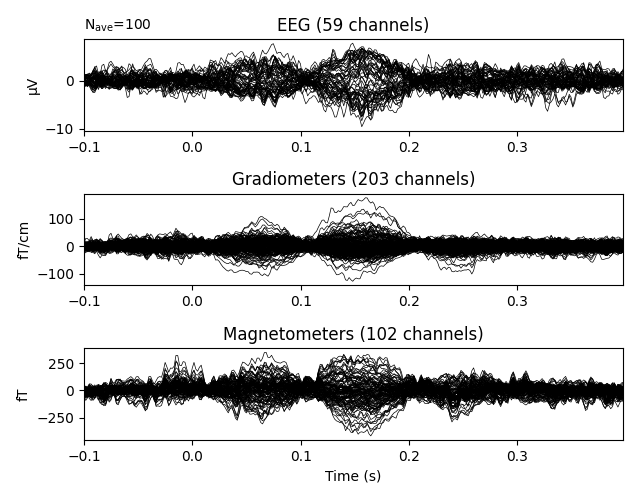 N_ave=100
EEG (59 channels)
µV
0
−10
−0.1 0.0 0.1 0.2 0.3
Gradiometers (203 channels)
fT/cm
100
0
−100
−0.1 0.0 0.1 0.2 0.3
Magnetometers (102 channels)
fT
250
0
−250
−0.1 0.0 0.1 0.2 0.3
Time (s)